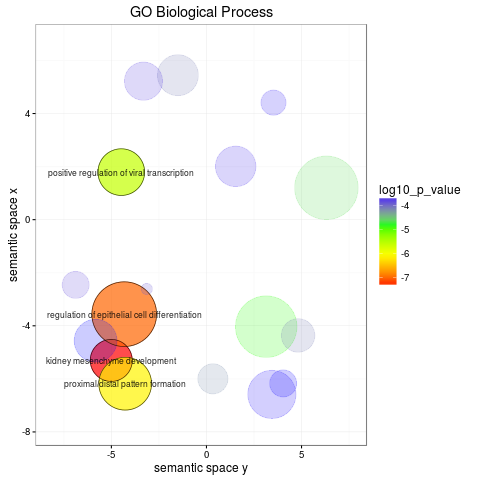 GO Biological Process
semantic space x
4
0
-4
-8
positive regulation of viral transcription
regulation of epithelial cell differentiation
kidney mesenchyme development
proximal/distal pattern formation
-5
0
5
semantic space y
log10_p_value
-4
-5
-6
-7